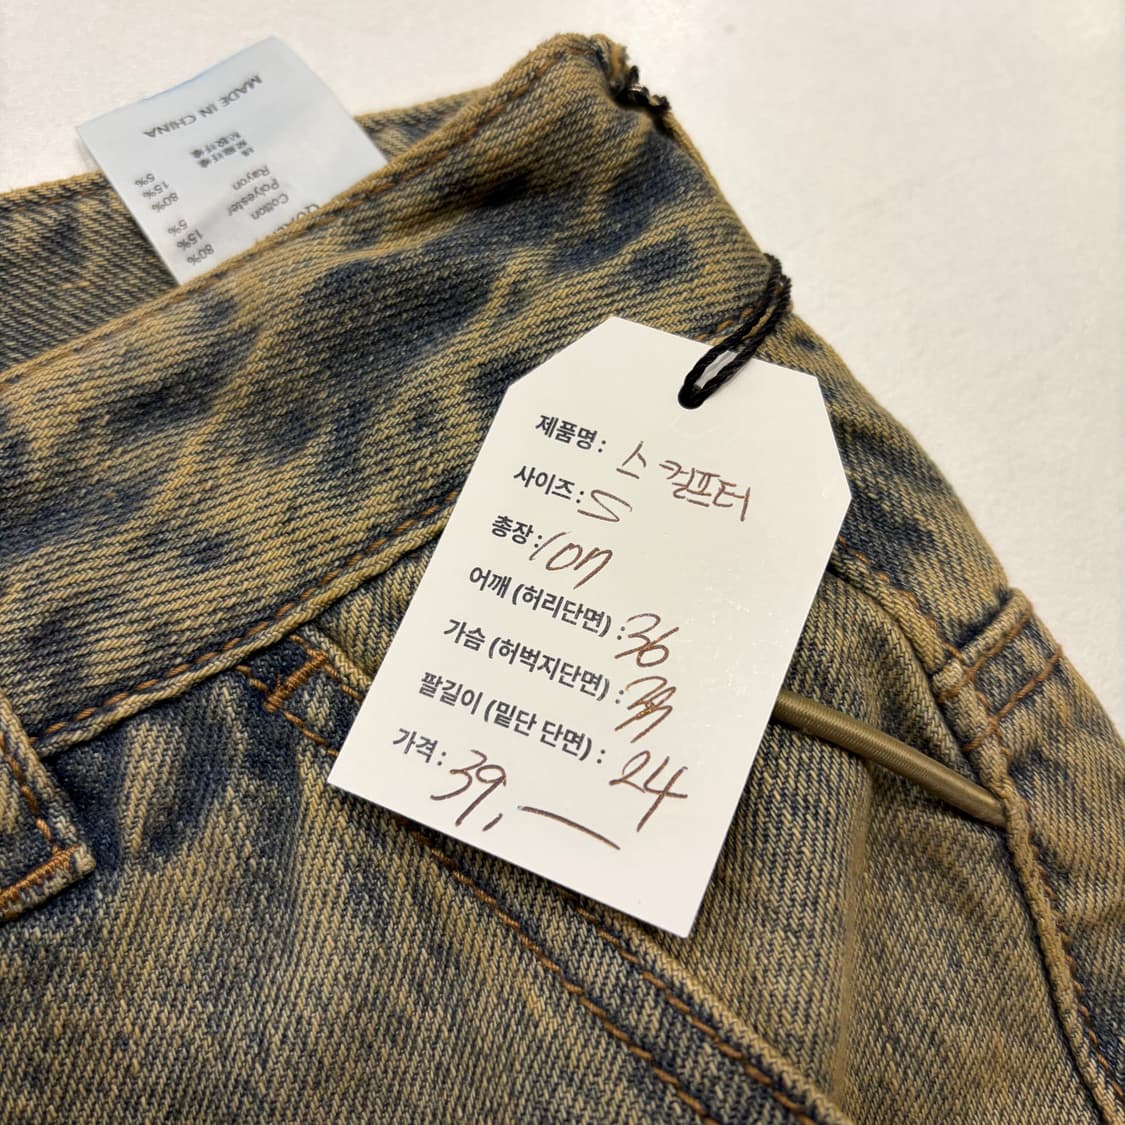 MADE IN CHINA
Rayon 5%
Polyester 15%
Cotton 80%
5%
15%
80%
제품명: 스컬프터
사이즈: S
총장: 107
어깨 (허리단면) : 36
가슴 (허벅지단면) :
팔길이 (밑단 단면) : 24
가격: 39,—